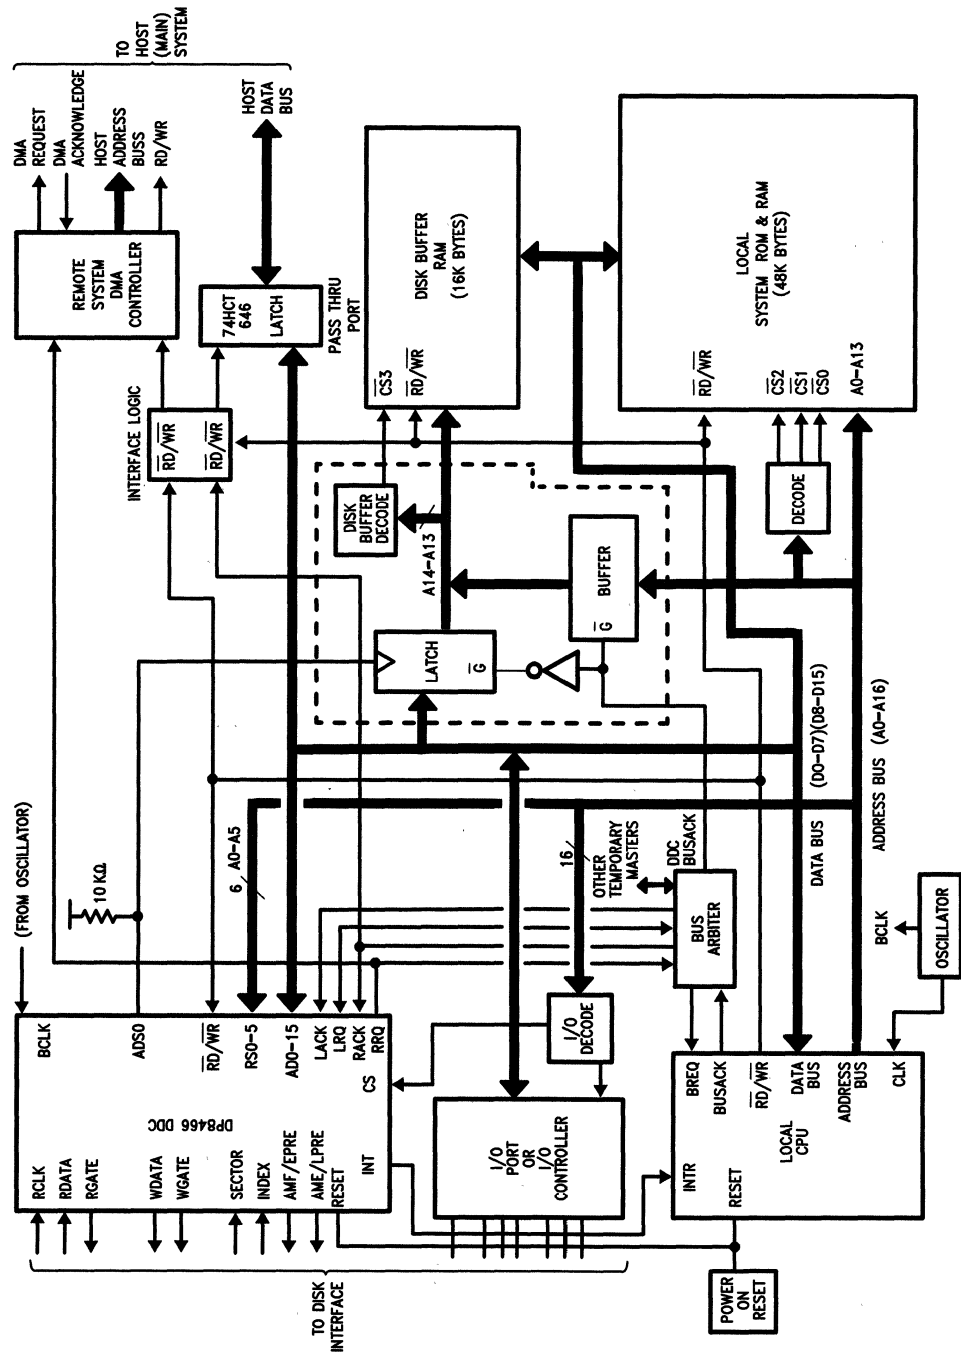 TO DISK
INTERFACE
RCLK
RDATA
RGATE
WDATA
WGATE
SECTOR
INDEX
AMF/EPRE
AME/LPRE
RESET
INT
DP8466 DDC
BCLK
ADS0
RD/WR
RS0-5
AD0-15
LACK
LRQ
RACK
RRQ
CS
(FROM OSCILLATOR)
10 KΩ
6
A0-A5
16
INTERFACE LOGIC
RD/WR
RD/WR
REMOTE
SYSTEM
DMA
CONTROLLER
DMA
REQUEST
DMA
ACKNOWLEDGE
HOST
ADDRESS
BUSS
RD/WR
TO
HOST
(MAIN)
SYSTEM
74HCT
646
LATCH
PASS THRU
PORT
HOST
DATA
BUS
DISK
BUFFER
DECODE
A14-A13
LATCH
G
BUFFER
G
CS3
RD/WR
DISK BUFFER
RAM
(16K BYTES)
I/O
PORT
OR I/O
CONTROLLER
I/O
DECODE
OTHER
TEMPORARY
MASTERS
DDC
BUSACK
BUS
ARBITER
DATA BUS (D0-D7)(D8-D15)
ADDRESS BUS (A0-A16)
DECODE
RD/WR
CS2
CS1
CS0
A0-A13
LOCAL
SYSTEM ROM & RAM
(48K BYTES)
POWER
ON
RESET
INTR
RESET
LOCAL
CPU
BREQ
BUSACK
RD/WR
DATA
BUS
ADDRESS
BUS
CLK
BCLK
OSCILLATOR